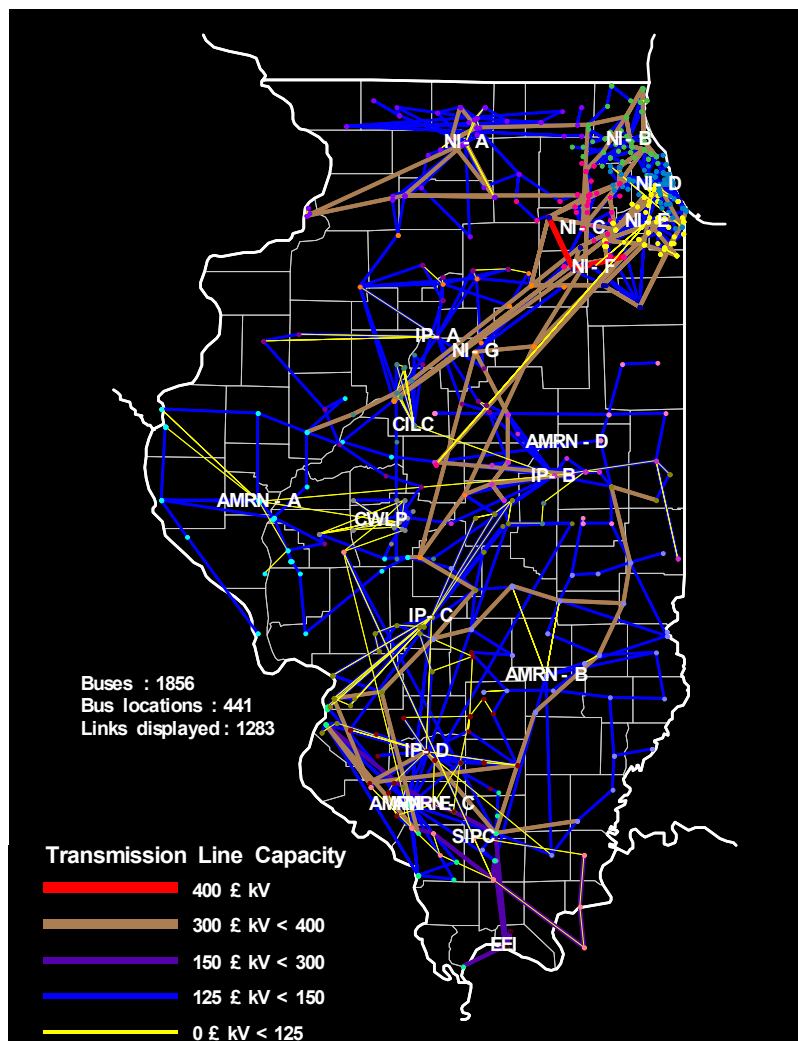 NI - A
NI - B
NI - D
NI - E
NI - C
NI - F
IP - A
NI - G
CILC
AMRN - D
IP - B
AMRN - A
CWLP
IP - C
AMRN - B
Buses : 1856
Bus locations : 441
Links displayed : 1283
IP - D
AMRN - C
SIPC
EEI
Transmission Line Capacity
400 £ kV
300 £ kV < 400
150 £ kV < 300
125 £ kV < 150
0 £ kV < 125